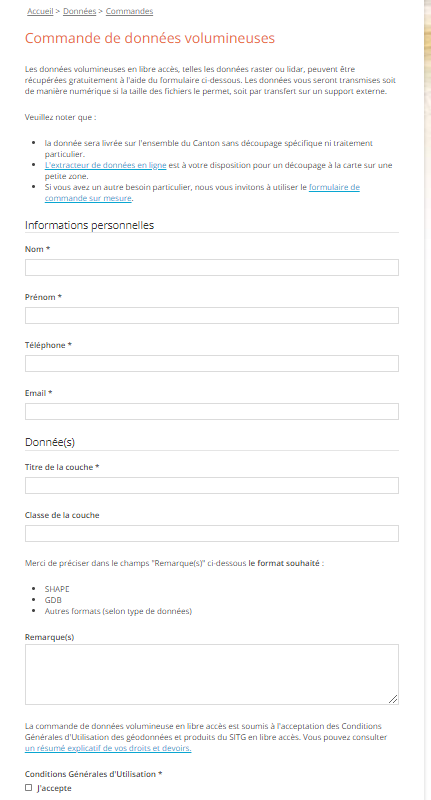 Accueil > Données > Commandes
Commande de données volumineuses
Les données volumineuses en libre accès, telles les données raster ou lidar, peuvent être
récupérées gratuitement à l'aide du formulaire ci-dessous. Les données vous seront transmises soit
de manière numérique si la taille des fichiers le permet, soit par transfert sur un support externe.
Veuillez noter que :
la donnée sera livrée sur l'ensemble du Canton sans découpage spécifique ni traitement
particulier.
L'extracteur de données en ligne est à votre disposition pour un découpage à la carte sur une
petite zone.
Si vous avez un autre besoin particulier, nous vous invitons à utiliser le formulaire de
commande sur mesure.
Informations personnelles
Nom *
Prénom *
Téléphone *
Email *
Donnée(s)
Titre de la couche *
Classe de la couche
Merci de préciser dans le champs "Remarque(s)" ci-dessous le format souhaité :
SHAPE
GDB
Autres formats (selon type de données)
Remarque(s)
La commande de données volumineuse en libre accès est soumis à l'acceptation des Conditions
Générales d'Utilisation des géodonnées et produits du SITG en libre accès. Vous pouvez consulter
un résumé explicatif de vos droits et devoirs.
Conditions Générales d'Utilisation *
J'accepte